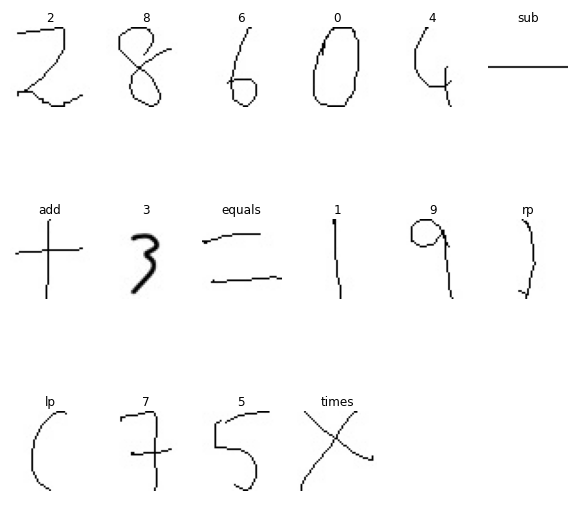 2 8 6 0 4 sub
2 8 6 0 4 -
add 3 equals 1 9 rp
+ 3 = 1 9 )
lp 7 5 times
( 7 5 ×